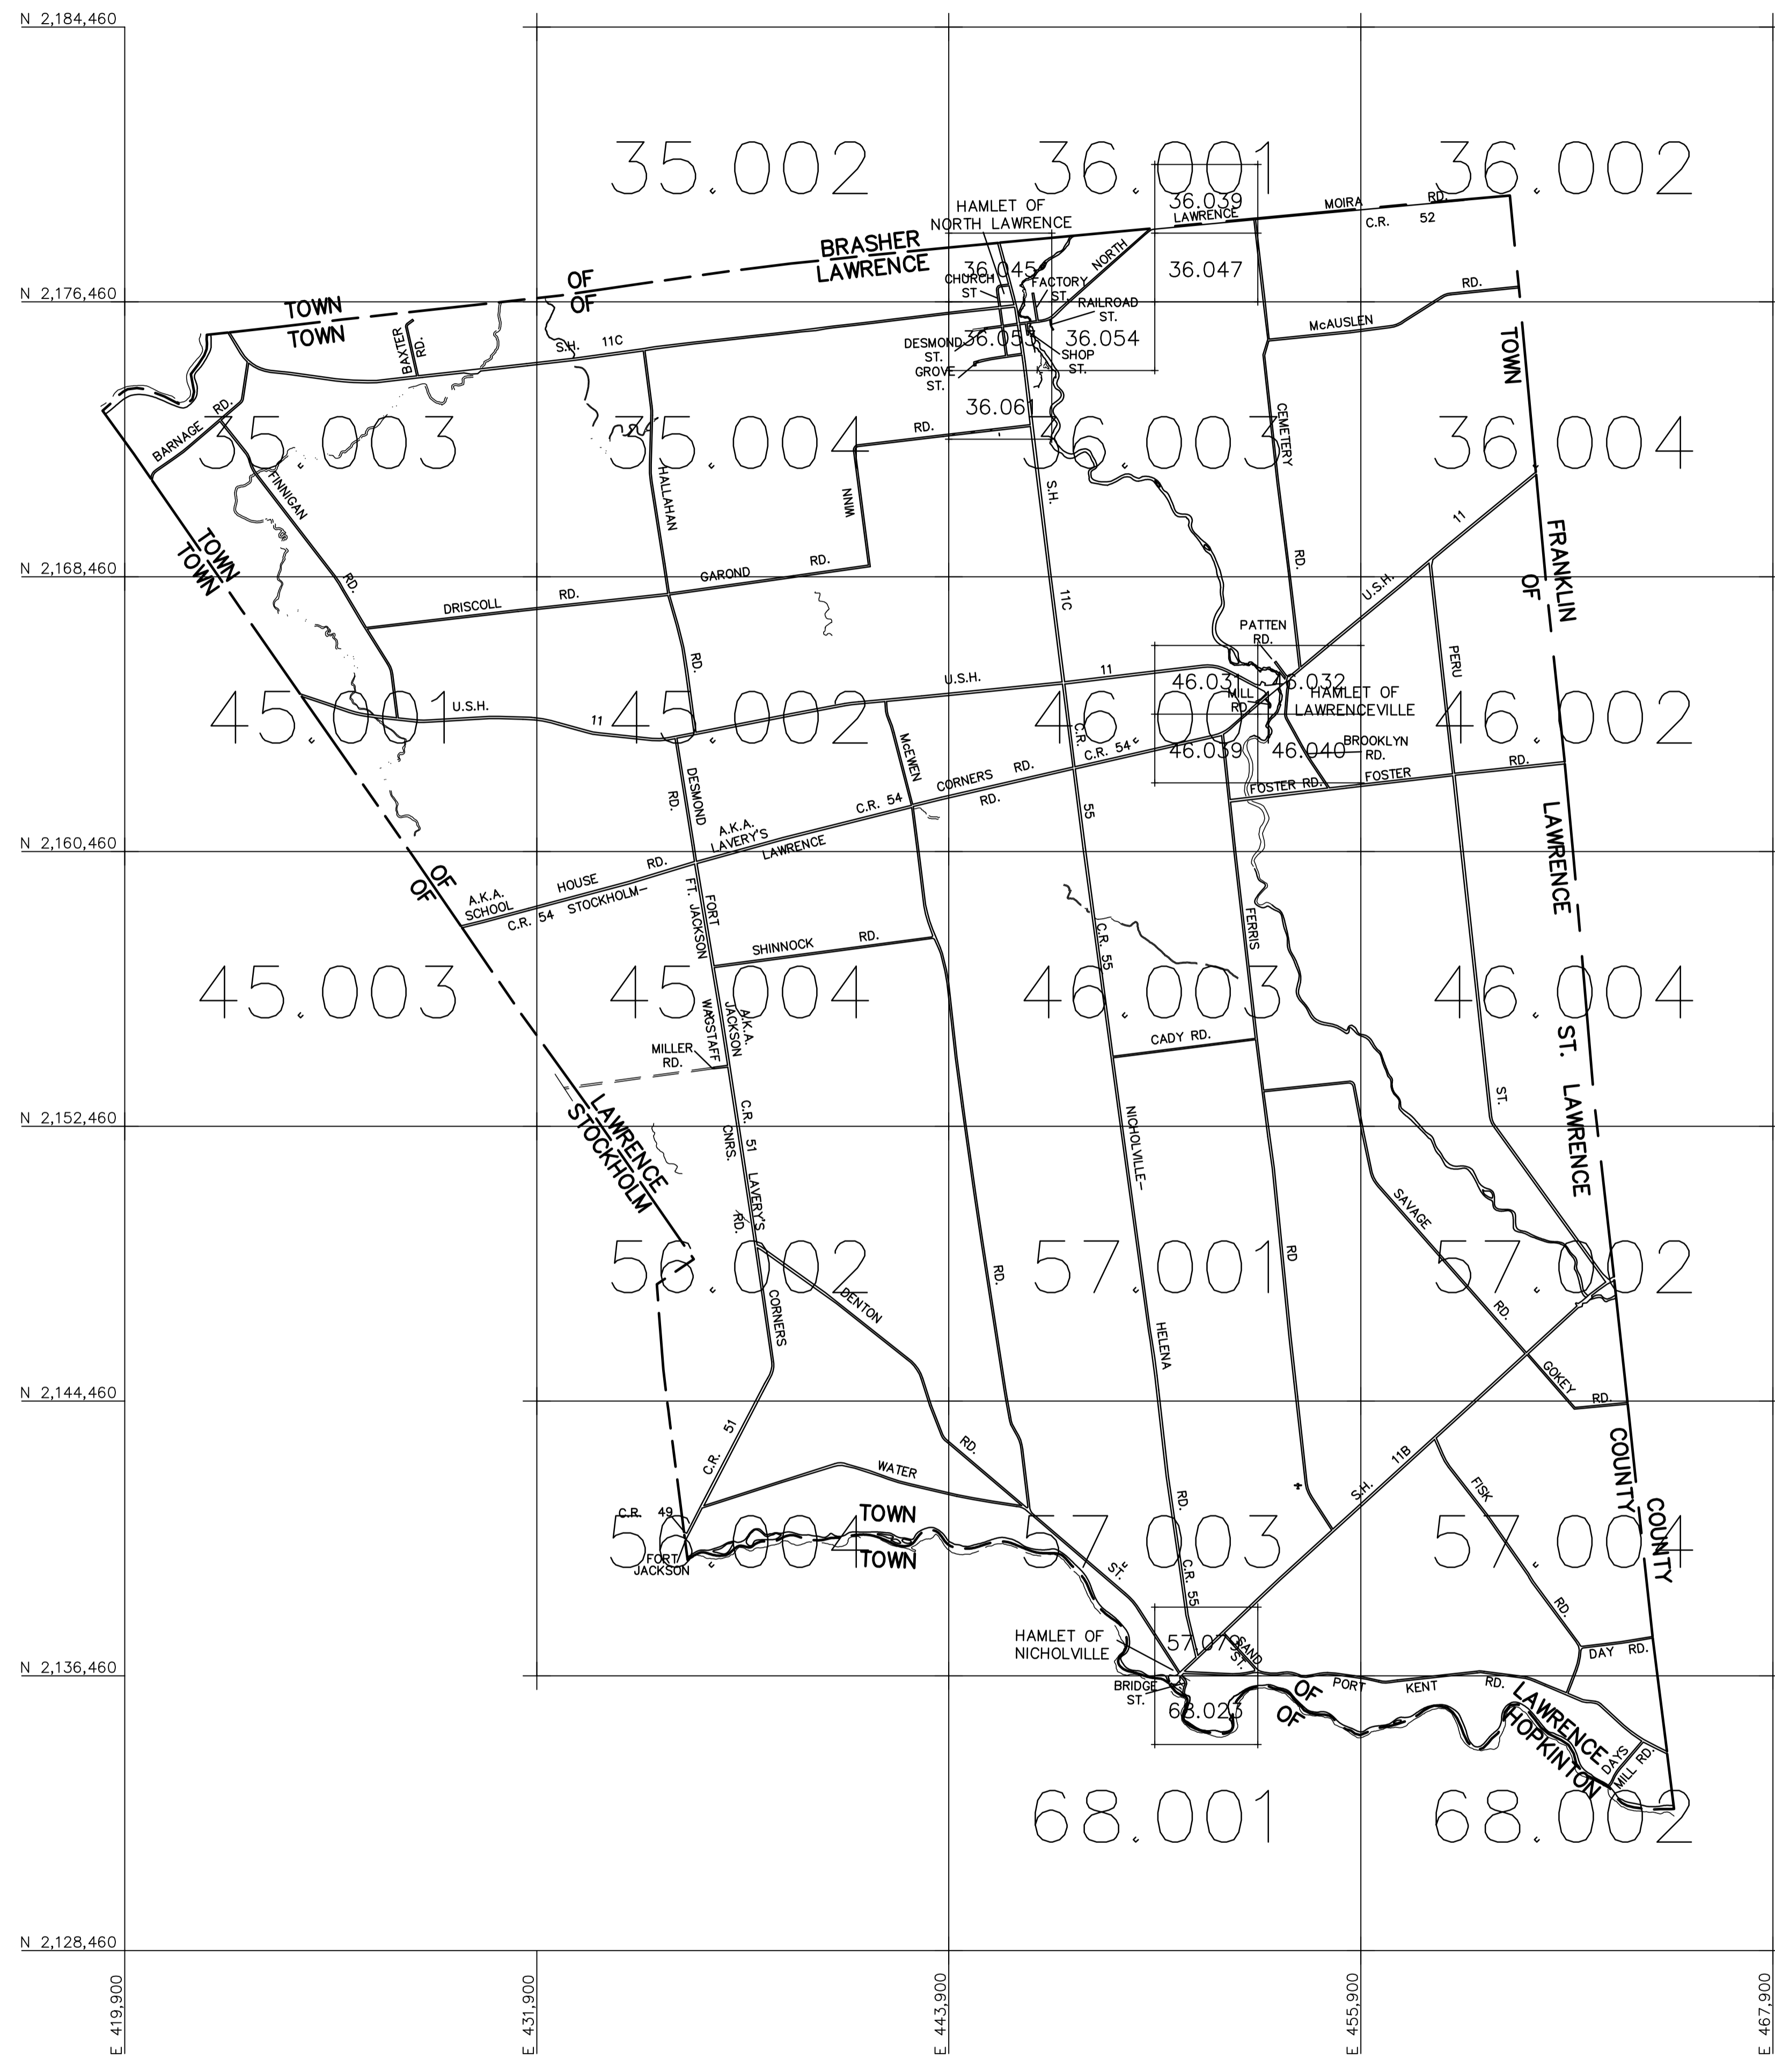 N 2,184,460
35.002
36.001
36.002
36.039
HAMLET OF
NORTH LAWRENCE
LAWRENCE
MOIRA
RD.
C.R. 52
BRASHER
LAWRENCE
NORTH
36.045
36.047
CHURCH
ST
FACTORY
ST.
OF
OF
TOWN
TOWN
N 2,176,460
RAILROAD
ST.
RD.
McAUSLEN
BAXTER
RD.
S.H. 11C
36.053
36.054
DESMOND
ST.
SHOP
ST.
GROVE
ST.
TOWN
36.061
BARNAGE RD.
35.003
35.004
36.003
36.004
RD.
CEMETERY
FINNIGAN
HALLAHAN
WINN
S.H.
11
TOWN
TOWN
FRANKLIN
OF
N 2,168,460
RD.
GAROND RD.
DRISCOLL RD.
11C
RD.
U.S.H.
PATTEN
RD.
PERU
RD.
U.S.H. 11
46.031
46.032
MILL
RD
HAMLET OF
LAWRENCEVILLE
45.001
45.002
46.002
U.S.H. 11
McEWEN
C.R.
C.R. 54
46.039
46.040
BROOKLYN
RD.
DESMOND
RD.
CORNERS RD.
FOSTER RD.
FOSTER RD.
C.R. 54
RD.
55
A.K.A.
LAVERY'S
LAWRENCE
LAWRENCE
N 2,160,460
HOUSE RD.
A.K.A.
SCHOOL
C.R. 54 STOCKHOLM-
OF
OF
FT. JACKSON
FORT
SHINNOCK RD.
C.R. 55
FERRIS
45.003
45.004
46.003
46.004
WAGSTAFF
JACKSON
A.K.A.
MILLER
RD.
CADY RD.
ST. LAWRENCE
N 2,152,460
LAWRENCE
STOCKHOLM
C.R. 51
CNRS.
LAVERY'S
RD.
NICHOLVILLE-
ST.
SAVAGE
56.002
57.001
57.002
RD.
RD
RD.
DENTON
CORNERS
HELENA
GOKEY RD.
N 2,144,460
C.R. 51
RD.
WATER
S.H. 11B
FISK
COUNTY
COUNTY
C.R. 49
RD.
TOWN
TOWN
56.004
57.003
57.004
FORT
JACKSON
ST.
C.R. 55
RD.
HAMLET OF
NICHOLVILLE
57.079
SAND
ST.
DAY RD.
N 2,136,460
BRIDGE
ST.
68.023
OF
OF
PORT KENT RD.
LAWRENCE
HOPKINTON
DAYS
MILL RD.
68.001
68.002
N 2,128,460
E 419,900
E 431,900
E 443,900
E 455,900
E 467,900